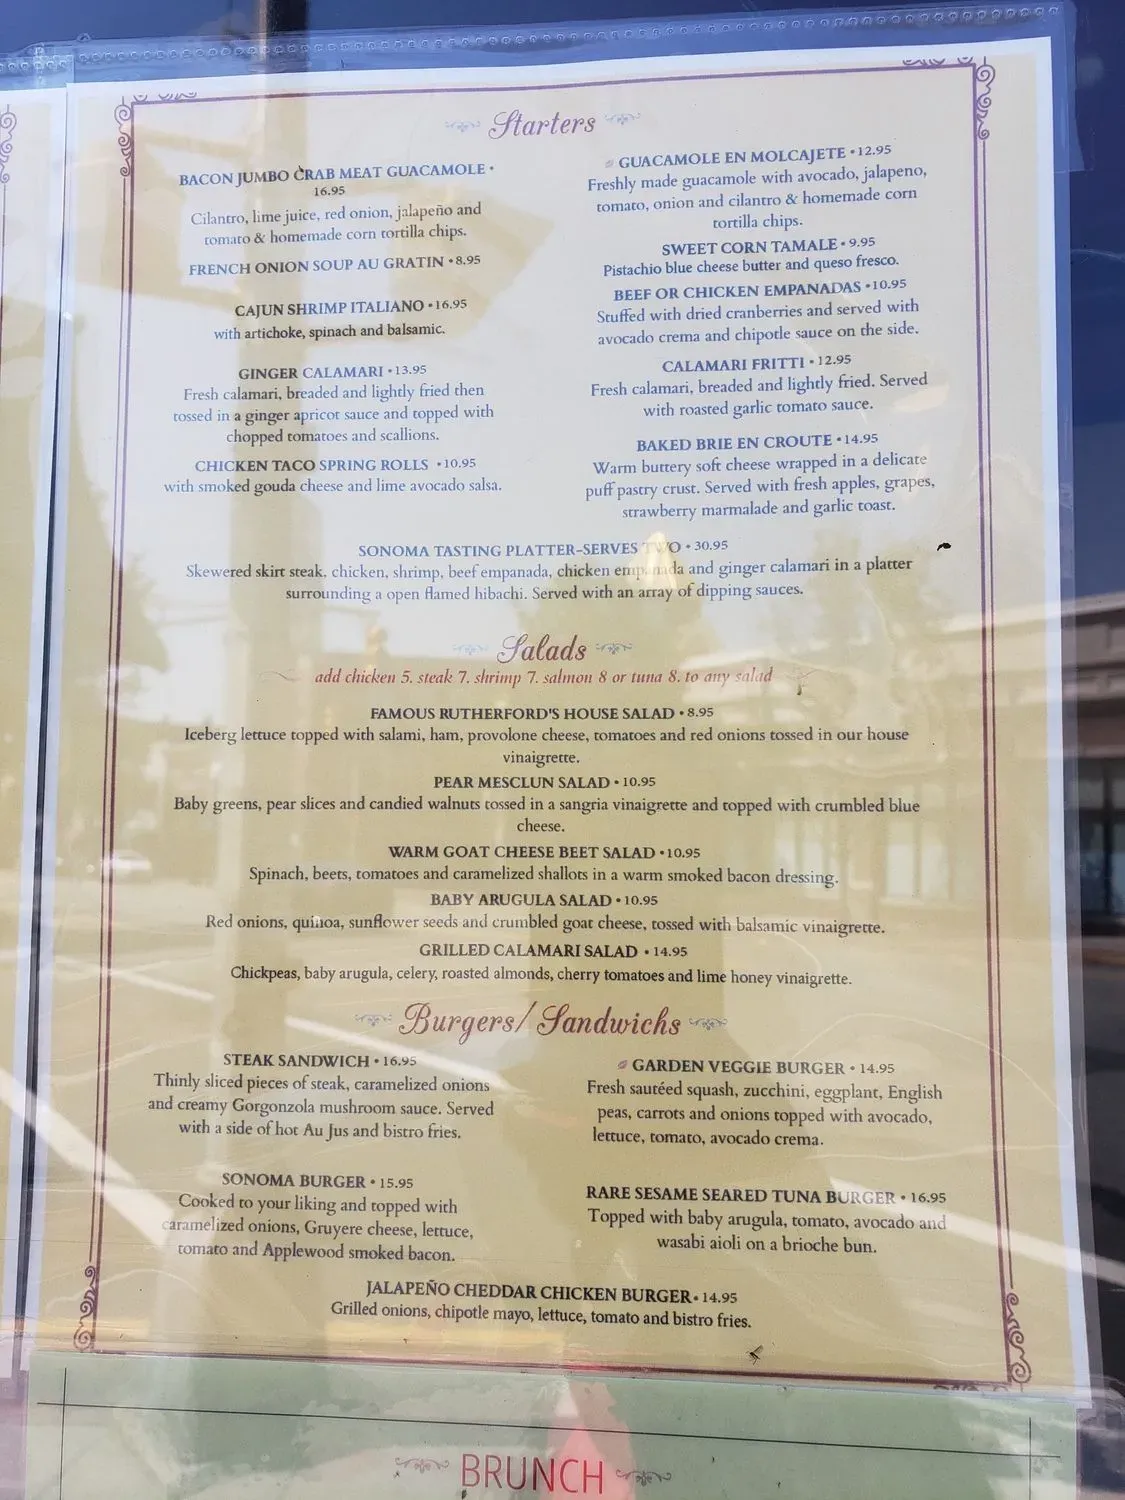 Starters
BACON JUMBO CRAB MEAT GUACAMOLE •
16.95
Cilantro, lime juice, red onion, jalapeño and
tomato & homemade corn tortilla chips.
FRENCH ONION SOUP AU GRATIN • 8.95
CAJUN SHRIMP ITALIANO • 16.95
with artichoke, spinach and balsamic.
GINGER CALAMARI • 13.95
Fresh calamari, breaded and lightly fried then
tossed in a ginger apricot sauce and topped with
chopped tomatoes and scallions.
CHICKEN TACO SPRING ROLLS • 10.95
with smoked gouda cheese and lime avocado salsa.
GUACAMOLE EN MOLCAJETE • 12.95
Freshly made guacamole with avocado, jalapeno,
tomato, onion and cilantro & homemade corn
tortilla chips.
SWEET CORN TAMALE • 9.95
Pistachio blue cheese butter and queso fresco.
BEEF OR CHICKEN EMPANADAS • 10.95
Stuffed with dried cranberries and served with
avocado crema and chipotle sauce on the side.
CALAMARI FRITTI • 12.95
Fresh calamari, breaded and lightly fried. Served
with roasted garlic tomato sauce.
BAKED BRIE EN CROUTE • 14.95
Warm buttery soft cheese wrapped in a delicate
puff pastry crust. Served with fresh apples, grapes,
strawberry marmalade and garlic toast.
SONOMA TASTING PLATTER-SERVES TWO • 30.95
Skewered skirt steak, chicken, shrimp, beef empanada, chicken empanada and ginger calamari in a platter
surrounding a open flamed hibachi. Served with an array of dipping sauces.
Salads
add chicken 5. steak 7. shrimp 7. salmon 8 or tuna 8. to any salad
FAMOUS RUTHERFORD'S HOUSE SALAD • 8.95
Iceberg lettuce topped with salami, ham, provolone cheese, tomatoes and red onions tossed in our house
vinaigrette.
PEAR MESCLUN SALAD • 10.95
Baby greens, pear slices and candied walnuts tossed in a sangria vinaigrette and topped with crumbled blue
cheese.
WARM GOAT CHEESE BEET SALAD • 10.95
Spinach, beets, tomatoes and caramelized shallots in a warm smoked bacon dressing.
BABY ARUGULA SALAD • 10.95
Red onions, quinoa, sunflower seeds and crumbled goat cheese, tossed with balsamic vinaigrette.
GRILLED CALAMARI SALAD • 14.95
Chickpeas, baby arugula, celery, roasted almonds, cherry tomatoes and lime honey vinaigrette.
Burgers/Sandwichs
STEAK SANDWICH • 16.95
Thinly sliced pieces of steak, caramelized onions
and creamy Gorgonzola mushroom sauce. Served
with a side of hot Au Jus and bistro fries.
SONOMA BURGER • 15.95
Cooked to your liking and topped with
caramelized onions, Gruyere cheese, lettuce,
tomato and Applewood smoked bacon.
GARDEN VEGGIE BURGER • 14.95
Fresh sautéed squash, zucchini, eggplant, English
peas, carrots and onions topped with avocado,
lettuce, tomato, avocado crema.
RARE SESAME SEARED TUNA BURGER • 16.95
Topped with baby arugula, tomato, avocado and
wasabi aioli on a brioche bun.
JALAPEÑO CHEDDAR CHICKEN BURGER • 14.95
Grilled onions, chipotle mayo, lettuce, tomato and bistro fries.
BRUNCH